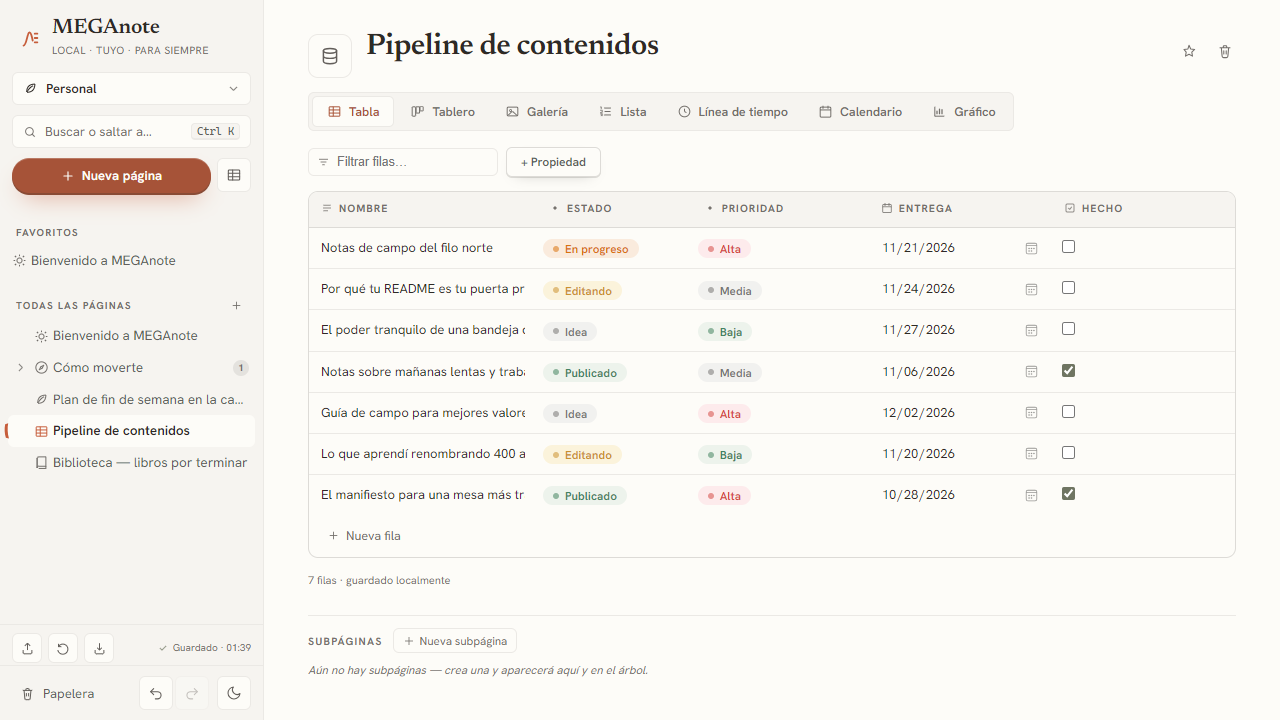 MEGAnote
LOCAL · TUYO · PARA SIEMPRE
Personal
Buscar o saltar a... Ctrl K
+ Nueva página
FAVORITOS
Bienvenido a MEGAnote
TODAS LAS PÁGINAS +
Bienvenido a MEGAnote
Cómo moverte 1
Plan de fin de semana en la ca...
Pipeline de contenidos
Biblioteca — libros por terminar
Guardado · 01:39
Papelera
Pipeline de contenidos
Tabla Tablero Galería Lista Línea de tiempo Calendario Gráfico
Filtrar filas... + Propiedad
NOMBRE ESTADO PRIORIDAD ENTREGA HECHO
Notas de campo del filo norte En progreso Alta 11/21/2026
Por qué tu README es tu puerta pr Editando Media 11/24/2026
El poder tranquilo de una bandeja Idea Baja 11/27/2026
Notas sobre mañanas lentas y trab Publicado Media 11/06/2026
Guía de campo para mejores valore Idea Alta 12/02/2026
Lo que aprendí renombrando 400 a Editando Baja 11/20/2026
El manifiesto para una mesa más tr Publicado Alta 10/28/2026
+ Nueva fila
7 filas · guardado localmente
SUBPÁGINAS + Nueva subpágina
Aún no hay subpáginas — crea una y aparecerá aquí y en el árbol.